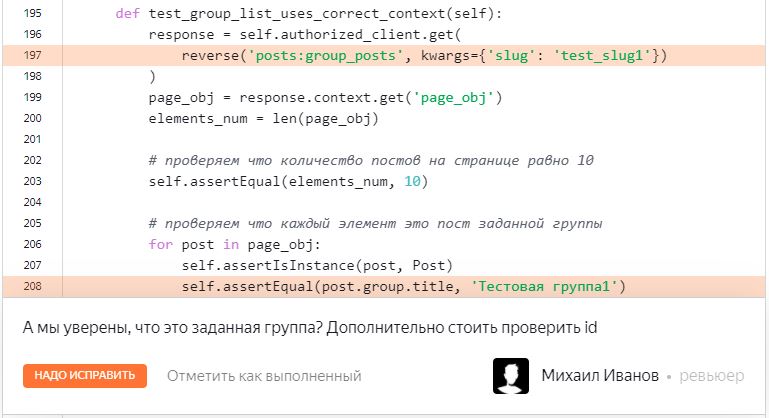 195 def test_group_list_uses_correct_context(self):
196 response = self.authorized_client.get(
197 reverse('posts:group_posts', kwargs={'slug': 'test_slug1'})
198 )
199 page_obj = response.context.get('page_obj')
200 elements_num = len(page_obj)
201
202 # проверяем что количество постов на странице равно 10
203 self.assertEqual(elements_num, 10)
204
205 # проверяем что каждый элемент это пост заданной группы
206 for post in page_obj:
207 self.assertIsInstance(post, Post)
208 self.assertEqual(post.group.title, 'Тестовая группа1')
А мы уверены, что это заданная группа? Дополнительно стоить проверить id
НАДО ИСПРАВИТЬ Отметить как выполненный Михаил Иванов • ревьюер